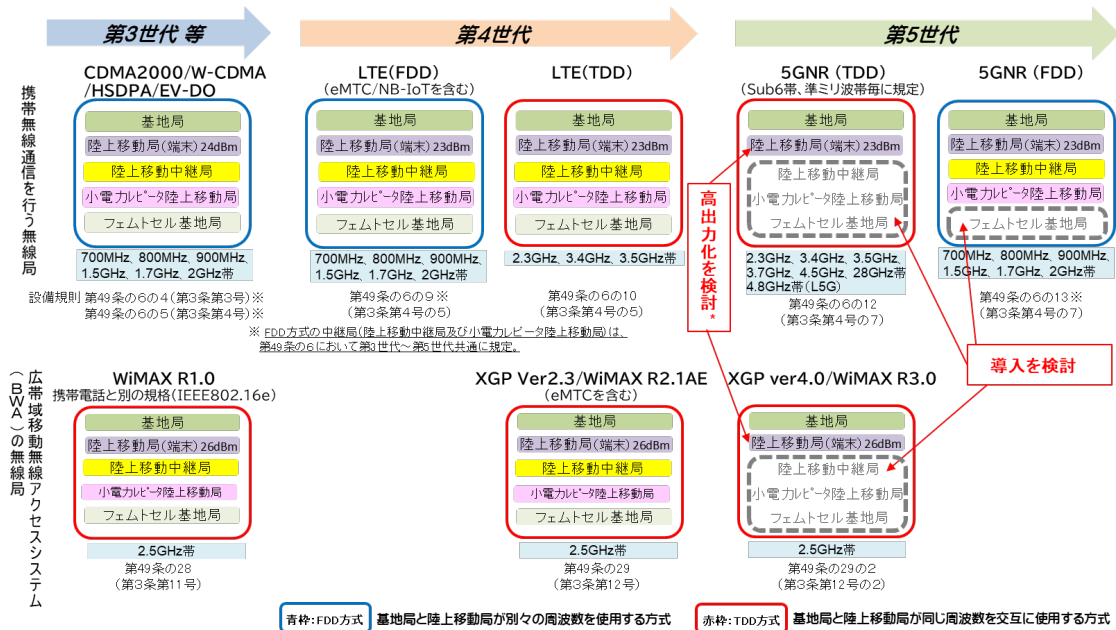 第3世代 等
第4世代
第5世代
携帯無線通信を行う無線局
CDMA2000/W-CDMA
/HSDPA/EV-DO
基地局
陸上移動局(端末) 24dBm
陸上移動中継局
小電力レピータ陸上移動局
フェムトセル基地局
700MHz、800MHz、900MHz、
1.5GHz、1.7GHz、2GHz帯
設備規則 第49条の6の4(第3条第3号)※
第49条の6の5(第3条第4号)※
LTE(FDD)
(eMTC/NB-IoTを含む)
基地局
陸上移動局(端末) 23dBm
陸上移動中継局
小電力レピータ陸上移動局
フェムトセル基地局
700MHz、800MHz、900MHz、
1.5GHz、1.7GHz、2GHz帯
第49条の6の9※
(第3条第4号の5)
LTE(TDD)
基地局
陸上移動局(端末) 23dBm
陸上移動中継局
小電力レピータ陸上移動局
フェムトセル基地局
2.3GHz、3.4GHz、3.5GHz帯
第49条の6の10
(第3条第4号の5)
※ FDD方式の中継局(陸上移動中継局及び小電力レピータ陸上移動局)は、
第49条の6において第3世代～第5世代共通に規定。
高出力化を検討*
5GNR (TDD)
(Sub6帯、準ミリ波帯毎に規定)
基地局
陸上移動局(端末) 23dBm
陸上移動中継局
小電力レピータ陸上移動局
フェムトセル基地局
2.3GHz、3.4GHz、3.5GHz、
3.7GHz、4.5GHz、28GHz帯
4.8GHz帯(L5G)
第49条の6の12
(第3条第4号の7)
5GNR (FDD)
基地局
陸上移動局(端末) 23dBm
陸上移動中継局
小電力レピータ陸上移動局
フェムトセル基地局
700MHz、800MHz、900MHz、
1.5GHz、1.7GHz、2GHz帯
第49条の6の13※
(第3条第4号の7)
導入を検討
広帯域移動無線アクセスシステム
(BWA)の無線局
WiMAX R1.0
携帯電話と別の規格(IEEE802.16e)
基地局
陸上移動局(端末) 26dBm
陸上移動中継局
小電力レピータ陸上移動局
フェムトセル基地局
2.5GHz帯
第49条の28
(第3条第11号)
XGP Ver2.3/WiMAX R2.1AE
(eMTCを含む)
基地局
陸上移動局(端末) 26dBm
陸上移動中継局
小電力レピータ陸上移動局
フェムトセル基地局
2.5GHz帯
第49条の29
(第3条第12号)
XGP ver4.0/WiMAX R3.0
基地局
陸上移動局(端末) 26dBm
陸上移動中継局
小電力レピータ陸上移動局
フェムトセル基地局
2.5GHz帯
第49条の29の2
(第3条第12号の2)
青枠:FDD方式 基地局と陸上移動局が別々の周波数を使用する方式
赤枠:TDD方式 基地局と陸上移動局が同じ周波数を交互に使用する方式